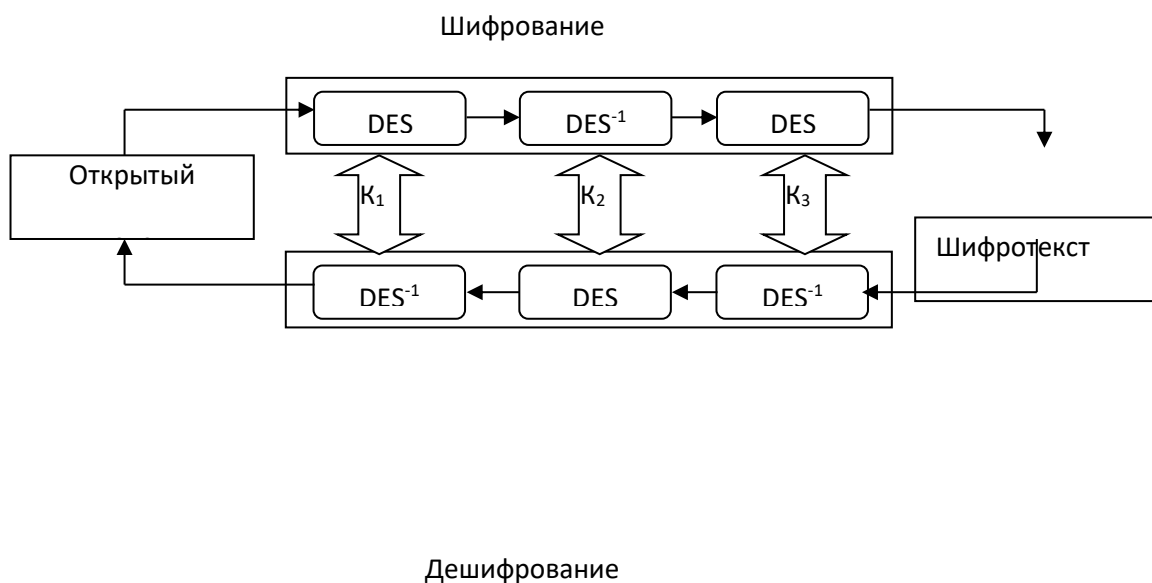 Шифрование
DES DES⁻¹ DES
Открытый
K₁ K₂ K₃
Шифротекст
DES⁻¹ DES DES⁻¹
Дешифрование